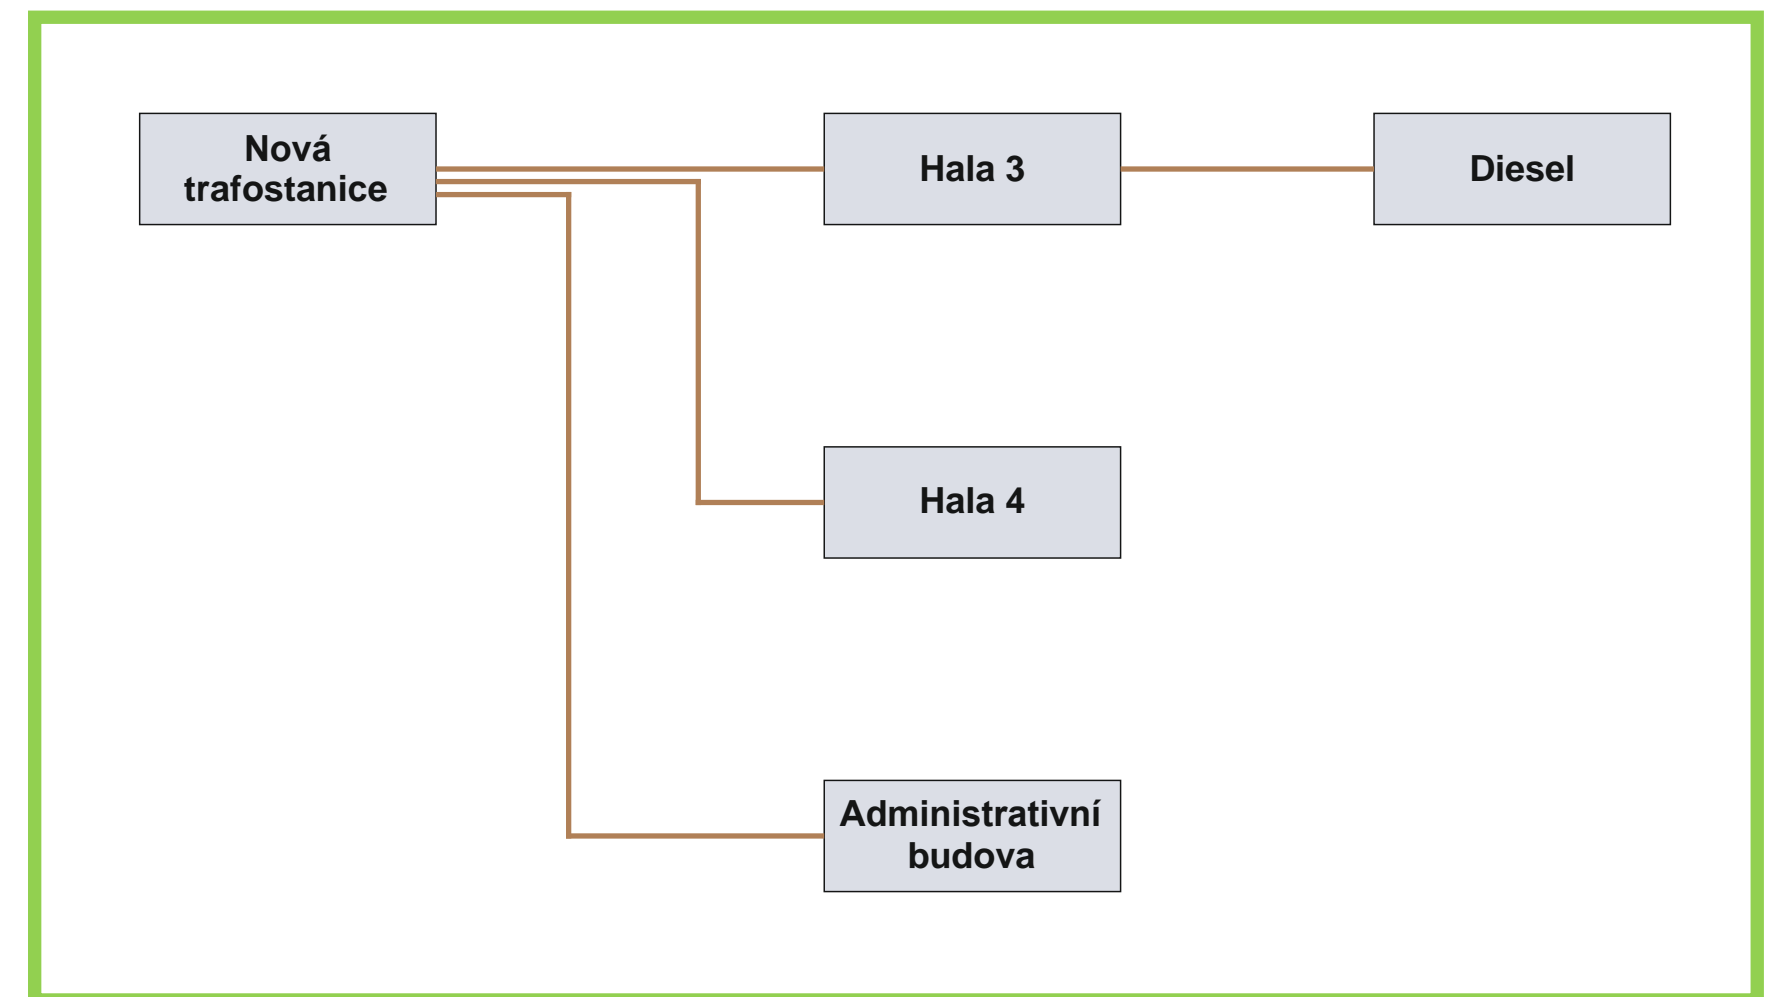 Nová
trafostanice
Hala 3
Diesel
Hala 4
Administrativní
budova